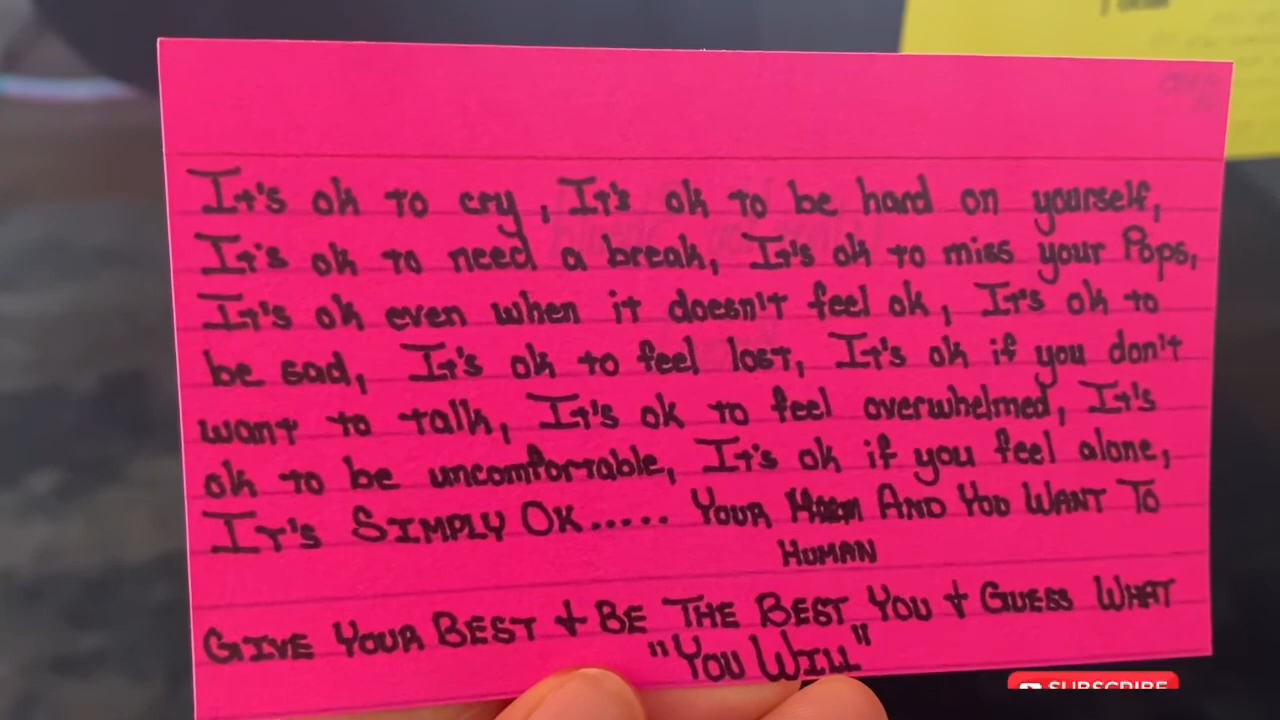 It's ok to cry, It's ok to be hard on yourself,
It's ok to need a break, It's ok to miss your Pops,
It's ok even when it doesn't feel ok, It's ok to
be sad, It's ok to feel lost, It's ok if you don't
want to talk, It's ok to feel overwhelmed, It's
ok to be uncomfortable, It's ok if you feel alone,
It's SIMPLY OK..... YOUR AND YOU WANT TO
HUMAN
GIVE YOUR BEST + BE THE BEST YOU + GUESS WHAT
"YOU WILL"
SUBSCRIBE